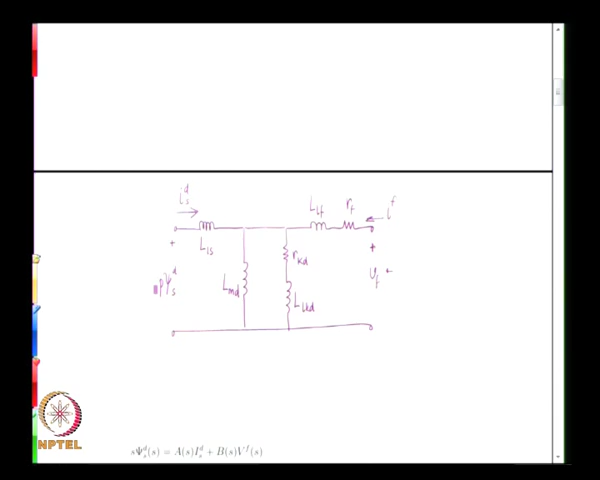 i_s^d
L_ls
+
pψ_s^d
L_md
r_kd
L_lkd
L_lf
r_f
i^f
+
v_f
NPTEL
sΨ_s^d(s) = A(s)I_s^d + B(s)V^f(s)